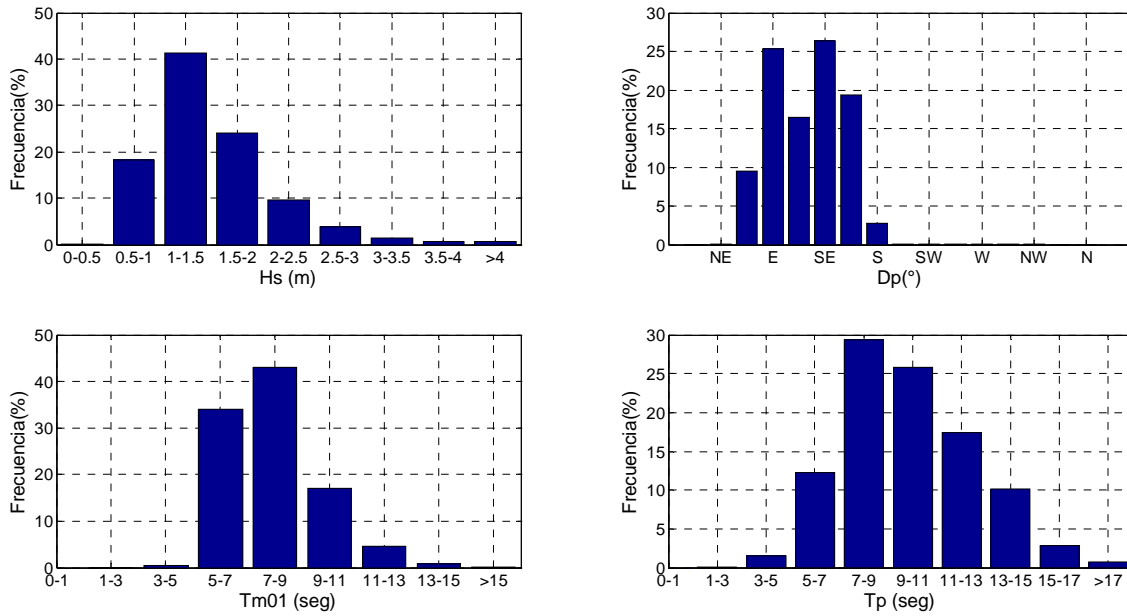 50
40
30
20
10
0
Frecuencia(%)
0-0.5 0.5-1 1-1.5 1.5-2 2-2.5 2.5-3 3-3.5 3.5-4 >4
Hs (m)
30
25
20
15
10
5
0
Frecuencia(%)
NE E SE S SW W NW N
Dp(°)
50
40
30
20
10
0
Frecuencia(%)
0-1 1-3 3-5 5-7 7-9 9-11 11-13 13-15 >15
Tm01 (seg)
30
25
20
15
10
5
0
Frecuencia(%)
0-1 1-3 3-5 5-7 7-9 9-11 11-13 13-15 15-17 >17
Tp (seg)